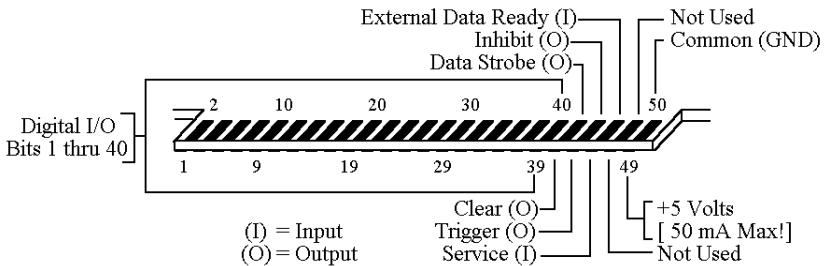 External Data Ready (I)
Not Used
Inhibit (O)
Common (GND)
Data Strobe (O)
2 10 20 30 40 50
Digital I/O
Bits 1 thru 40
1 9 19 29 39 49
Clear (O)
+5 Volts
(I) = Input
Trigger (O)
[ 50 mA Max!]
(O) = Output
Service (I)
Not Used